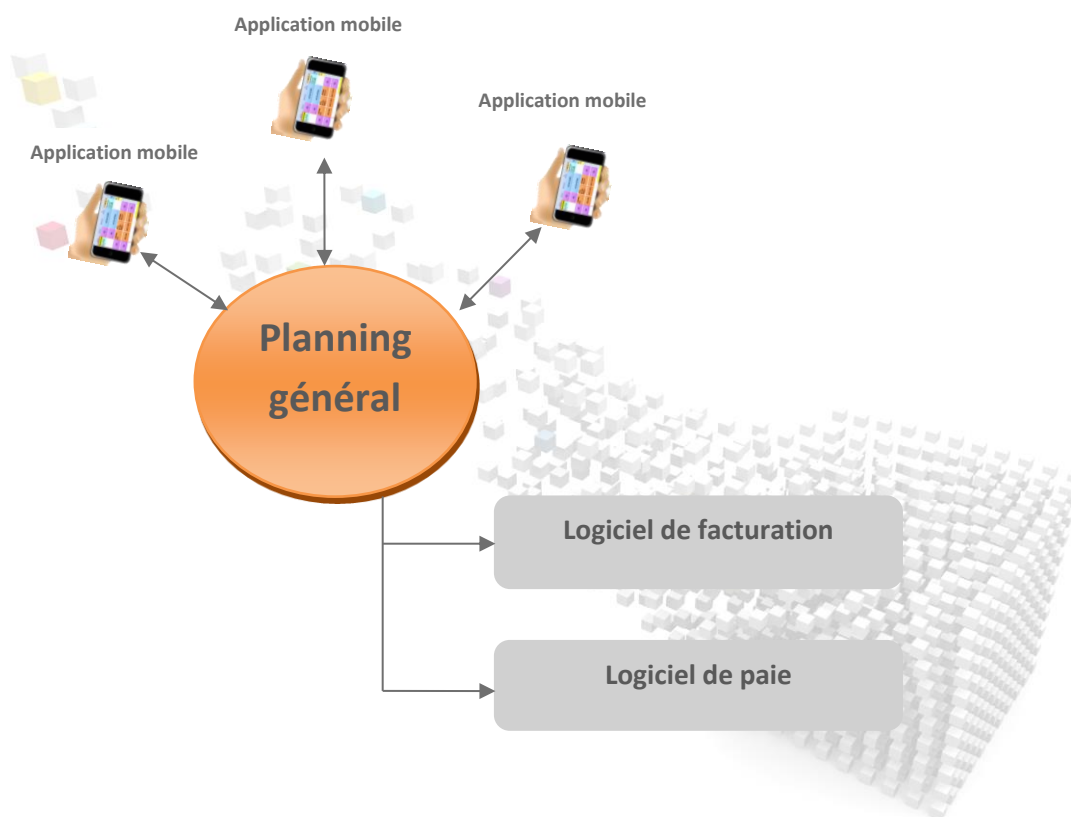 Application mobile
Application mobile
Application mobile
Planning
général
Logiciel de facturation
Logiciel de paie